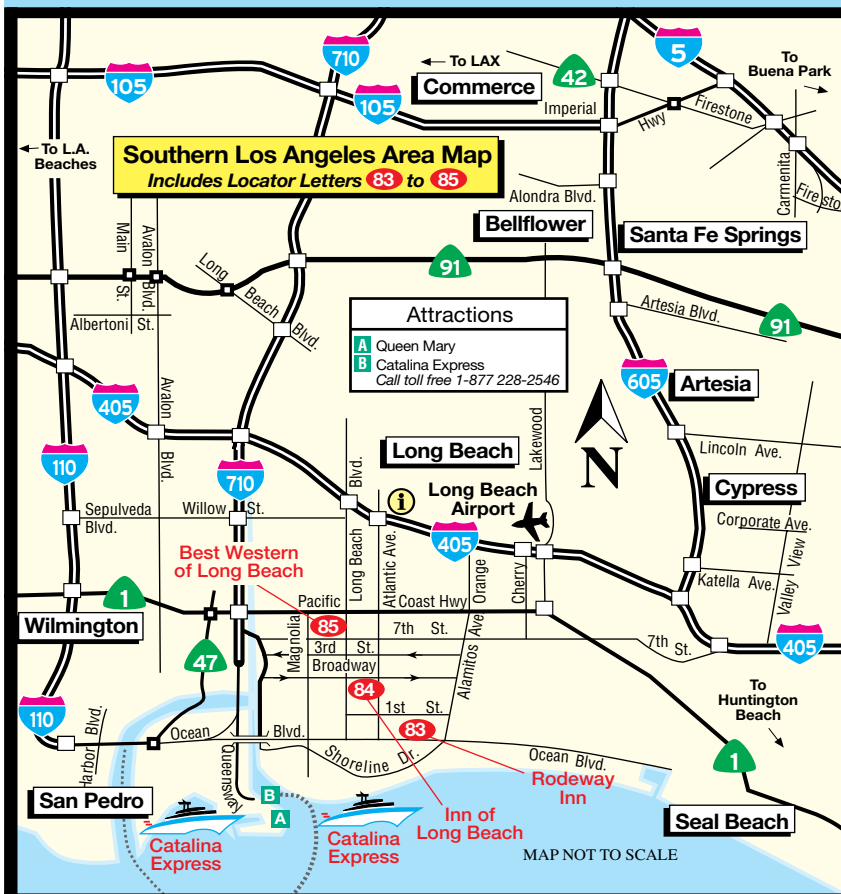 710
5
To LAX
42
Commerce
To
Buena Park
105
105
Imperial
Hwy
Firestone
To L.A.
Beaches
Southern Los Angeles Area Map
Includes Locator Letters 83 to 85
Carmenita
Firesto
Alondra Blvd.
Bellflower
Santa Fe Springs
Main
St.
Avalon
Blvd.
Long
Beach
Blvd.
91
Albertoni St.
Artesia Blvd.
91
Attractions
A Queen Mary
B Catalina Express
Call toll free 1-877 228-2546
605
Artesia
405
Avalon
Blvd.
Lakewood
N
Lincoln Ave.
Long Beach
110
710
Blvd.
Long Beach
Airport
Cypress
Corporate Ave.
Sepulveda
Blvd.
Willow St.
i
405
Best Western
of Long Beach
Long Beach
Atlantic Ave.
Orange
Cherry
Katella Ave.
Valley View
1
Pacific
Coast Hwy
Wilmington
85
7th St.
7th St.
405
Magnolia
3rd St.
47
Broadway
Alamitos Ave.
84
1st St.
To
Huntington
Beach
110
Harbor Blvd.
Ocean
Blvd.
83
Queensway
Shoreline Dr.
Ocean Blvd.
1
Rodeway
Inn
San Pedro
B
A
Inn of
Long Beach
Seal Beach
Catalina
Express
Catalina
Express
MAP NOT TO SCALE